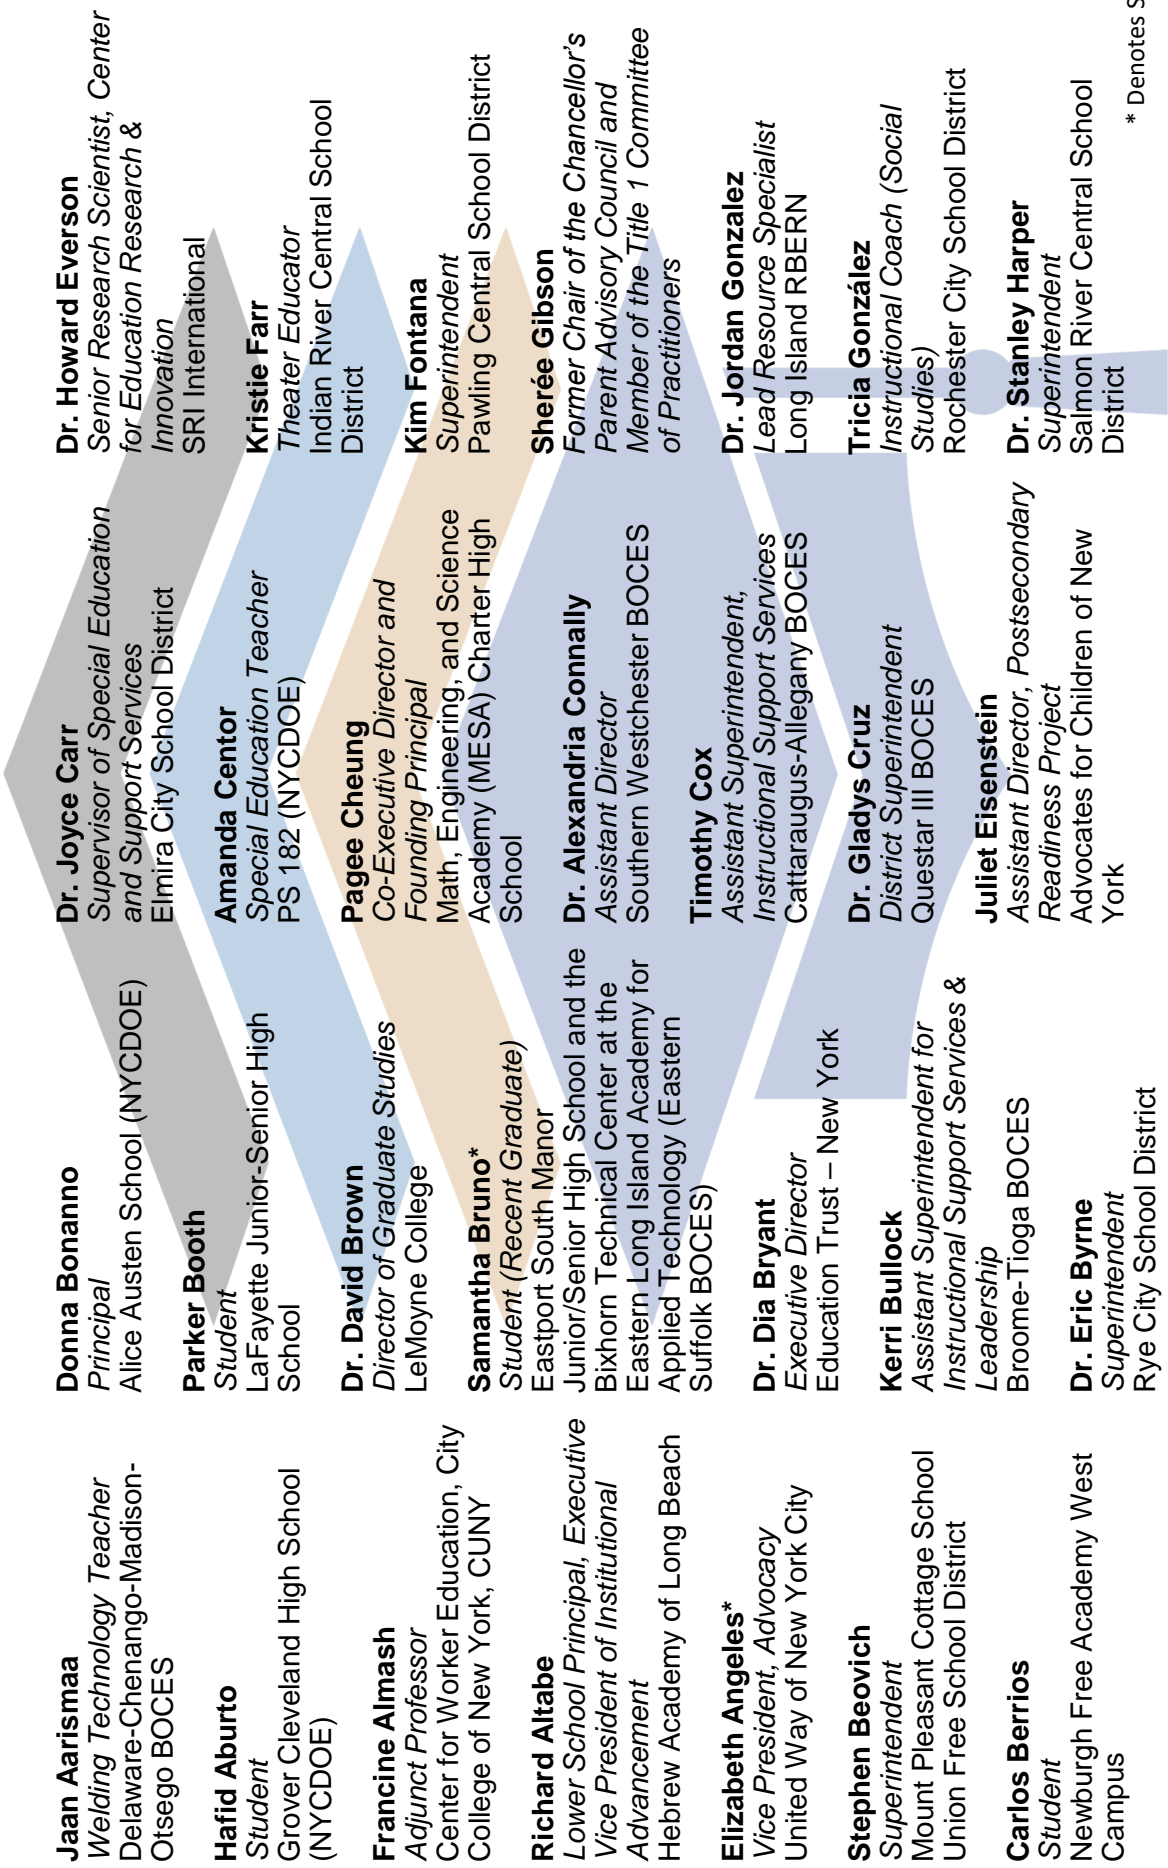 Jaan Aarismaa
Welding Technology Teacher
Delaware-Chenango-Madison-
Otsego BOCES
Hafid Aburto
Student
Grover Cleveland High School
(NYCDOE)
Francine Almash
Adjunct Professor
Center for Worker Education, City
College of New York, CUNY
Richard Altabe
Lower School Principal, Executive
Vice President of Institutional
Advancement
Hebrew Academy of Long Beach
Elizabeth Angeles*
Vice President, Advocacy
United Way of New York City
Stephen Beovich
Superintendent
Mount Pleasant Cottage School
Union Free School District
Carlos Berrios
Student
Newburgh Free Academy West
Campus
Donna Bonanno
Principal
Alice Austen School (NYCDOE)
Parker Booth
Student
LaFayette Junior-Senior High
School
Dr. David Brown
Director of Graduate Studies
LeMoyne College
Samantha Bruno*
Student (Recent Graduate)
Eastport South Manor
Junior/Senior High School and the
Bixhorn Technical Center at the
Eastern Long Island Academy for
Applied Technology (Eastern
Suffolk BOCES)
Dr. Dia Bryant
Executive Director
Education Trust – New York
Kerri Bullock
Assistant Superintendent for
Instructional Support Services &
Leadership
Broome-Tioga BOCES
Dr. Eric Byrne
Superintendent
Rye City School District
Dr. Joyce Carr
Supervisor of Special Education
and Support Services
Elmira City School District
Amanda Centor
Special Education Teacher
PS 182 (NYCDOE)
Pagee Cheung
Co-Executive Director and
Founding Principal
Math, Engineering, and Science
Academy (MESA) Charter High
School
Dr. Alexandria Connally
Assistant Director
Southern Westchester BOCES
Timothy Cox
Assistant Superintendent,
Instructional Support Services
Cattaraugus-Allegany BOCES
Dr. Gladys Cruz
District Superintendent
Questar III BOCES
Juliet Eisenstein
Assistant Director, Postsecondary
Readiness Project
Advocates for Children of New
York
Dr. Howard Everson
Senior Research Scientist, Center
for Education Research &
Innovation
SRI International
Kristie Farr
Theater Educator
Indian River Central School
District
Kim Fontana
Superintendent
Pawling Central School District
Sherée Gibson
Former Chair of the Chancellor's
Parent Advisory Council and
Member of the Title 1 Committee
of Practitioners
Dr. Jordan Gonzalez
Lead Resource Specialist
Long Island RBERN
Tricia González
Instructional Coach (Social
Studies)
Rochester City School District
Dr. Stanley Harper
Superintendent
Salmon River Central School
District
* Denotes S